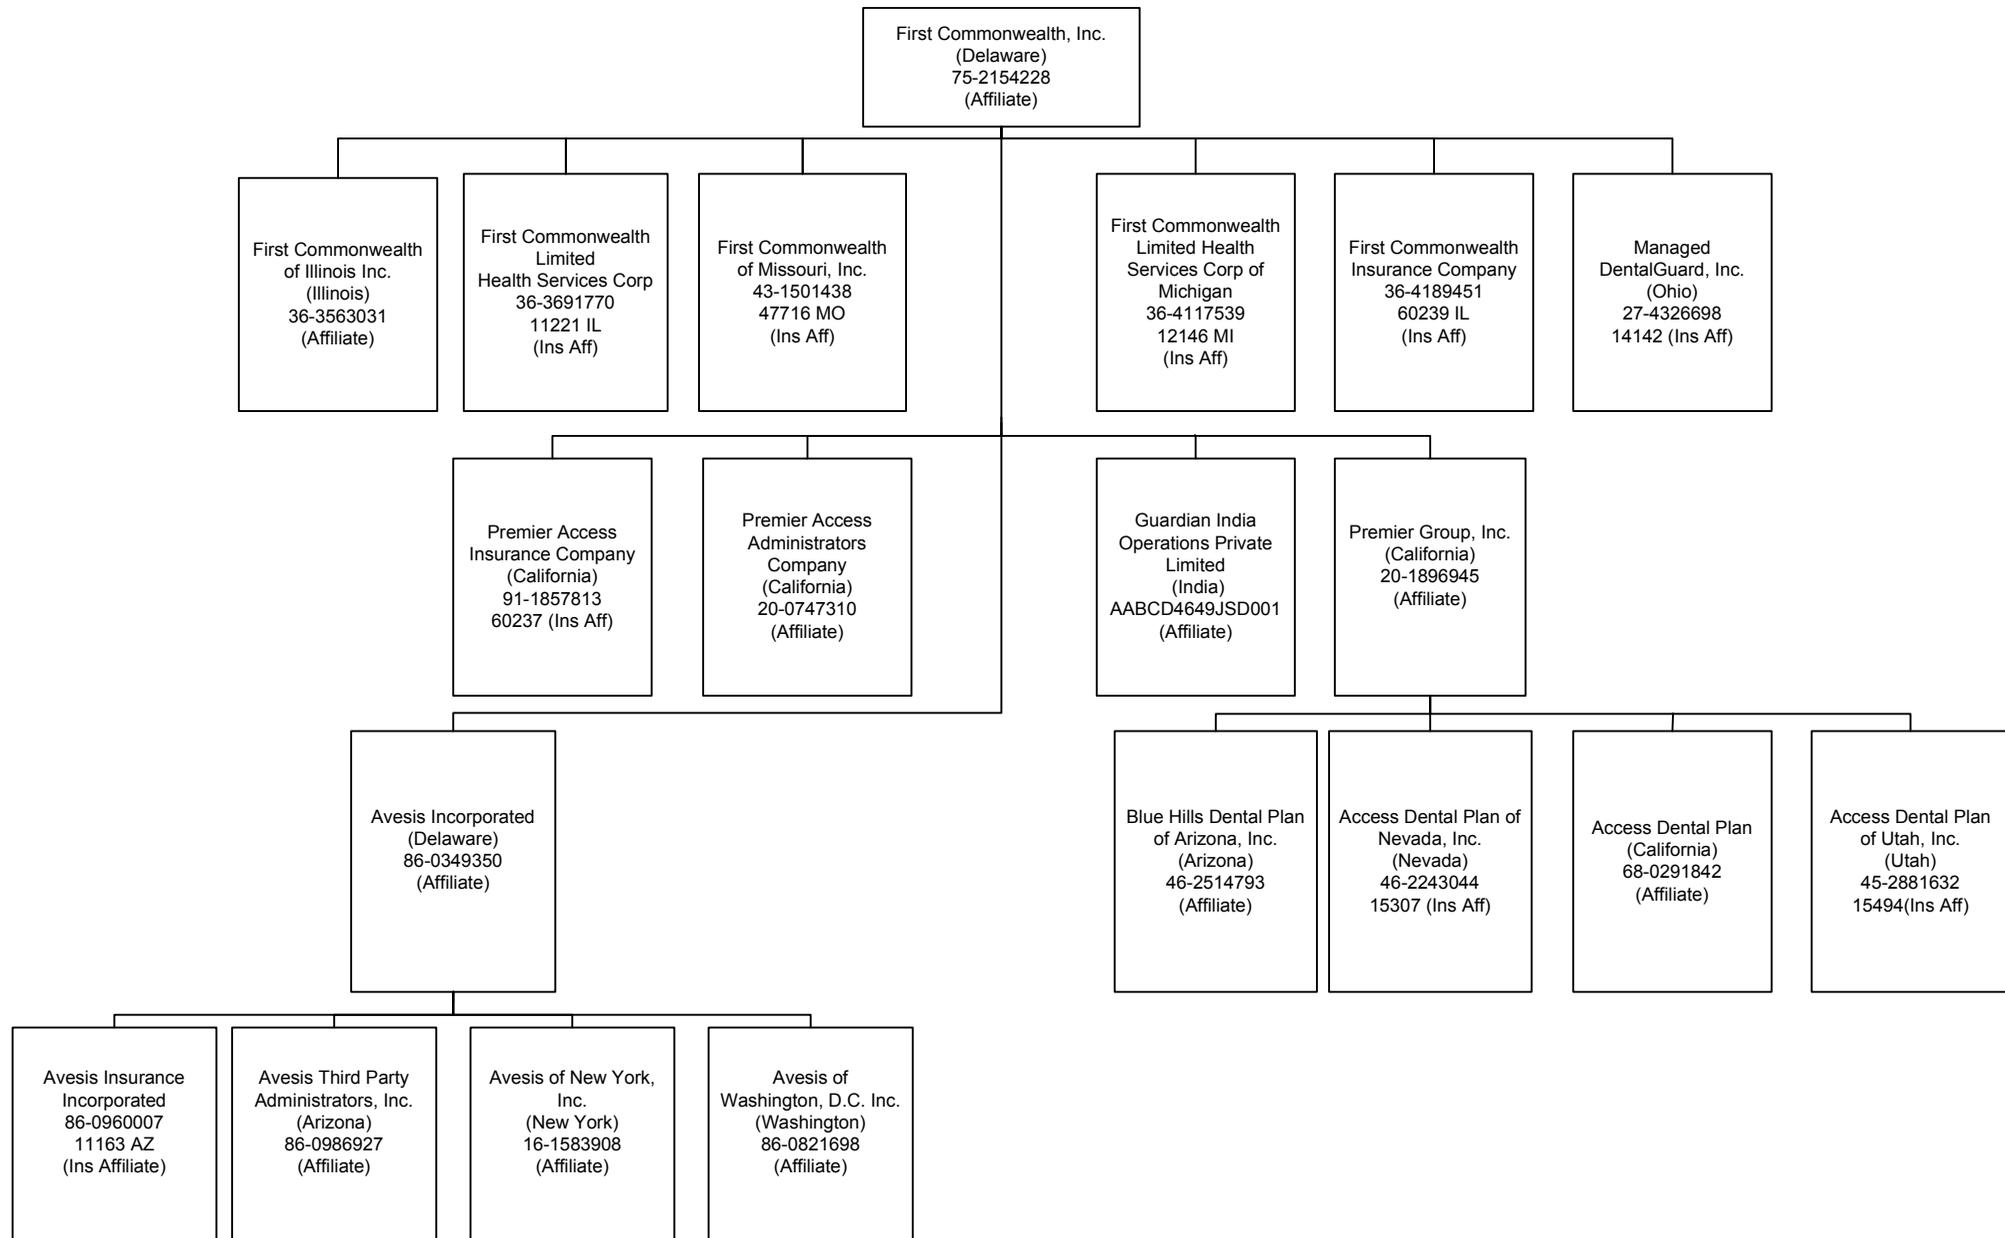 First Commonwealth, Inc.
(Delaware)
75-2154228
(Affiliate)
First Commonwealth
of Illinois Inc.
(Illinois)
36-3563031
(Affiliate)
First Commonwealth
Limited
Health Services Corp
36-3691770
11221 IL
(Ins Aff)
First Commonwealth
of Missouri, Inc.
43-1501438
47716 MO
(Ins Aff)
First Commonwealth
Limited Health
Services Corp of
Michigan
36-4117539
12146 MI
(Ins Aff)
First Commonwealth
Insurance Company
36-4189451
60239 IL
(Ins Aff)
Managed
DentalGuard, Inc.
(Ohio)
27-4326698
14142 (Ins Aff)
Premier Access
Insurance Company
(California)
91-1857813
60237 (Ins Aff)
Premier Access
Administrators
Company
(California)
20-0747310
(Affiliate)
Guardian India
Operations Private
Limited
(India)
AABCD4649JSD001
(Affiliate)
Premier Group, Inc.
(California)
20-1896945
(Affiliate)
Avesis Incorporated
(Delaware)
86-0349350
(Affiliate)
Blue Hills Dental Plan
of Arizona, Inc.
(Arizona)
46-2514793
(Affiliate)
Access Dental Plan of
Nevada, Inc.
(Nevada)
46-2243044
15307 (Ins Aff)
Access Dental Plan
(California)
68-0291842
(Affiliate)
Access Dental Plan
of Utah, Inc.
(Utah)
45-2881632
15494(Ins Aff)
Avesis Insurance
Incorporated
86-0960007
11163 AZ
(Ins Affiliate)
Avesis Third Party
Administrators, Inc.
(Arizona)
86-0986927
(Affiliate)
Avesis of New York,
Inc.
(New York)
16-1583908
(Affiliate)
Avesis of
Washington, D.C. Inc.
(Washington)
86-0821698
(Affiliate)